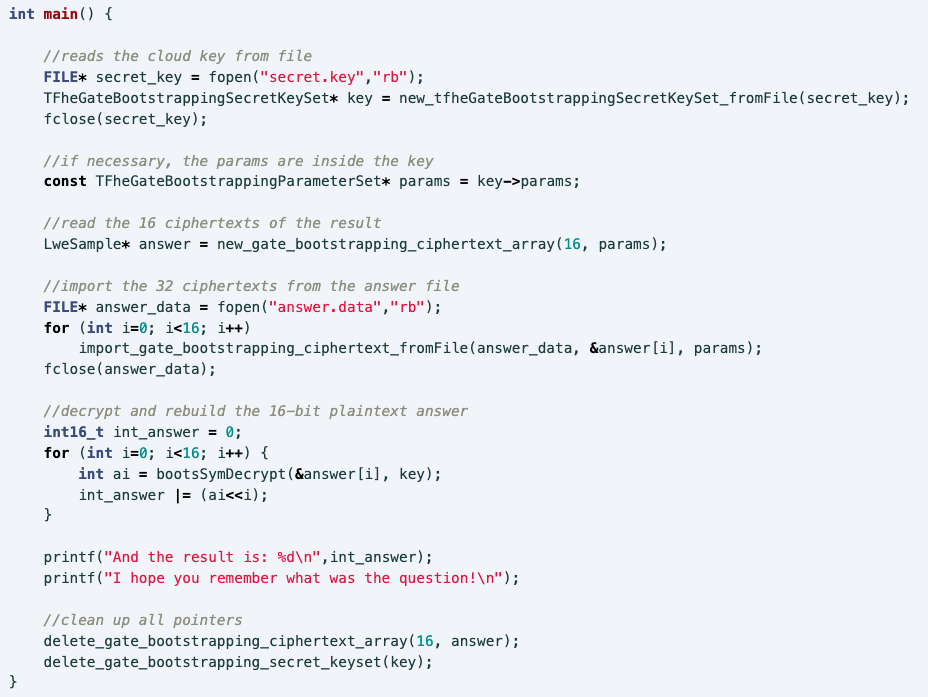 int main() {
//reads the cloud key from file
FILE* secret_key = fopen("secret.key","rb");
TFheGateBootstrappingSecretKeySet* key = new_tfheGateBootstrappingSecretKeySet_fromFile(secret_key);
fclose(secret_key);
//if necessary, the params are inside the key
const TFheGateBootstrappingParameterSet* params = key->params;
//read the 16 ciphertexts of the result
LweSample* answer = new_gate_bootstrapping_ciphertext_array(16, params);
//import the 32 ciphertexts from the answer file
FILE* answer_data = fopen("answer.data","rb");
for (int i=0; i<16; i++)
import_gate_bootstrapping_ciphertext_fromFile(answer_data, &answer[i], params);
fclose(answer_data);
//decrypt and rebuild the 16-bit plaintext answer
int16_t int_answer = 0;
for (int i=0; i<16; i++) {
int ai = bootsSymDecrypt(&answer[i], key);
int_answer |= (ai<<i);
}
printf("And the result is: %d\n",int_answer);
printf("I hope you remember what was the question!\n");
//clean up all pointers
delete_gate_bootstrapping_ciphertext_array(16, answer);
delete_gate_bootstrapping_secret_keyset(key);
}